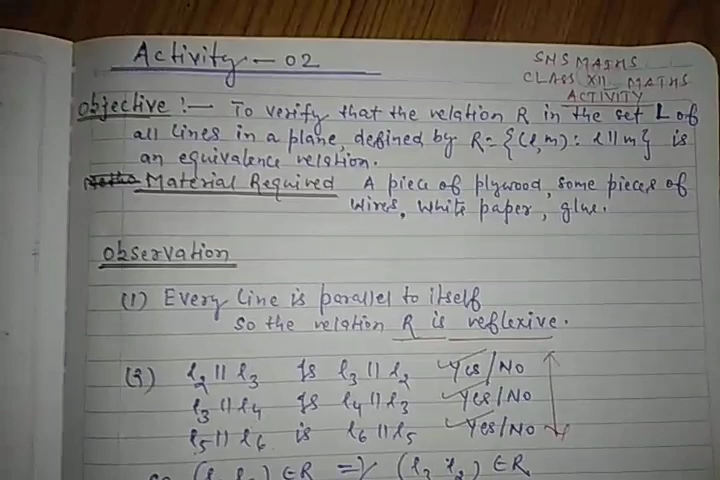 Activity - 02
SNS MATHS
CLASS XII MATHS
ACTIVITY
Objective :- To verify that the relation R in the set L of
all lines in a plane, defined by R = {(l, m) : l || m} is
an equivalence relation.
Material Required A piece of plywood, some pieces of
wires, white paper, glue.
Observation
(1) Every line is parallel to itself
so the relation R is reflexive.
(2) l2 || l3 Is l3 || l2 Yes/No
l3 || l4 Is l4 || l3 Yes/No
l5 || l6 is l6 || l5 Yes/No
∈ R => (l3 l2) ∈ R